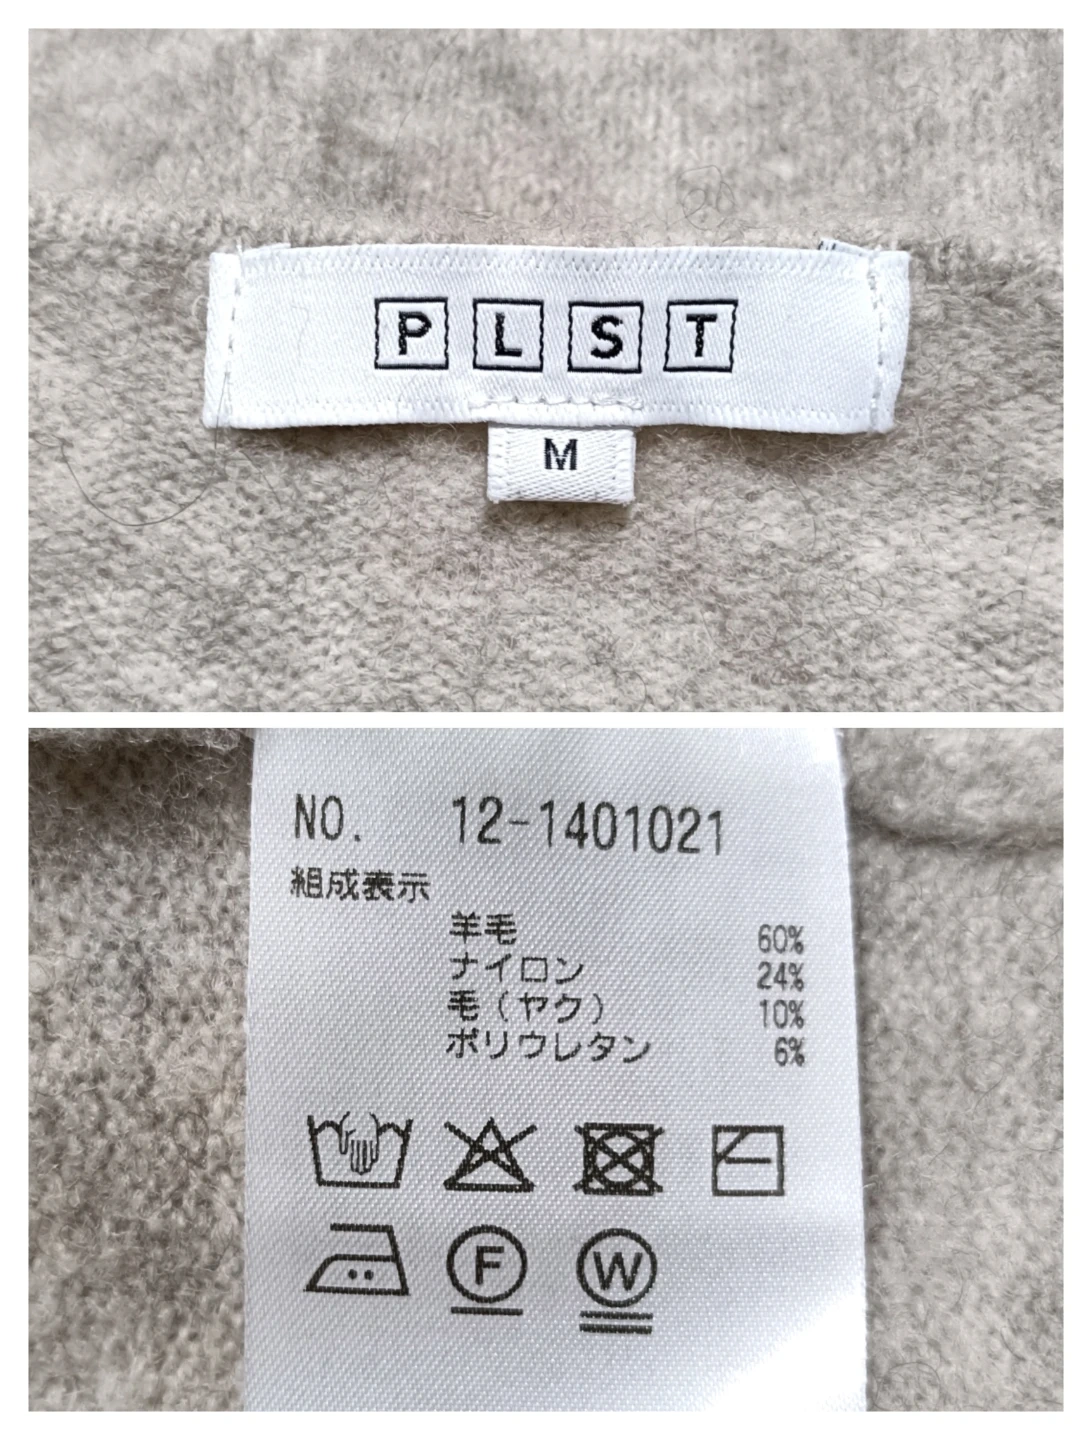 PLST
M
NO. 12-1401021
組成表示
羊毛 60%
ナイロン 24%
毛(ヤク) 10%
ポリウレタン 6%
F W